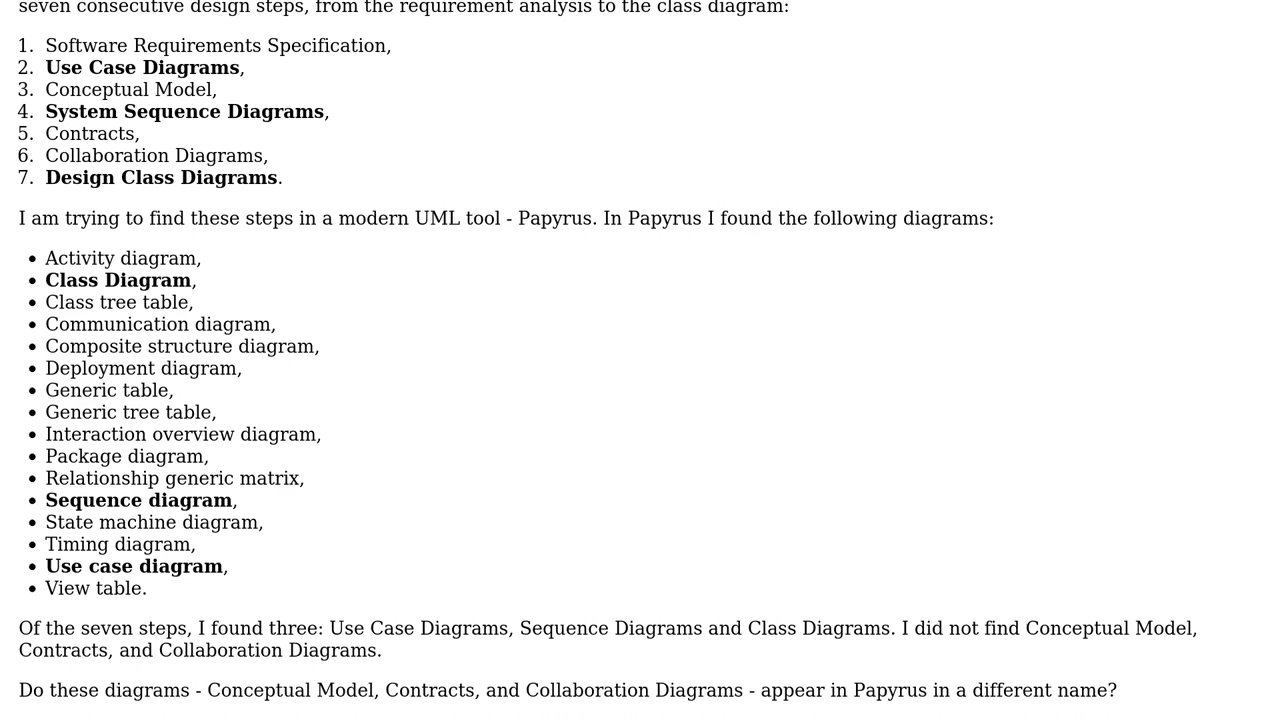 seven consecutive design steps, from the requirement analysis to the class diagram:
1. Software Requirements Specification,
2. Use Case Diagrams,
3. Conceptual Model,
4. System Sequence Diagrams,
5. Contracts,
6. Collaboration Diagrams,
7. Design Class Diagrams.
I am trying to find these steps in a modern UML tool - Papyrus. In Papyrus I found the following diagrams:
• Activity diagram,
• Class Diagram,
• Class tree table,
• Communication diagram,
• Composite structure diagram,
• Deployment diagram,
• Generic table,
• Generic tree table,
• Interaction overview diagram,
• Package diagram,
• Relationship generic matrix,
• Sequence diagram,
• State machine diagram,
• Timing diagram,
• Use case diagram,
• View table.
Of the seven steps, I found three: Use Case Diagrams, Sequence Diagrams and Class Diagrams. I did not find Conceptual Model,
Contracts, and Collaboration Diagrams.
Do these diagrams - Conceptual Model, Contracts, and Collaboration Diagrams - appear in Papyrus in a different name?